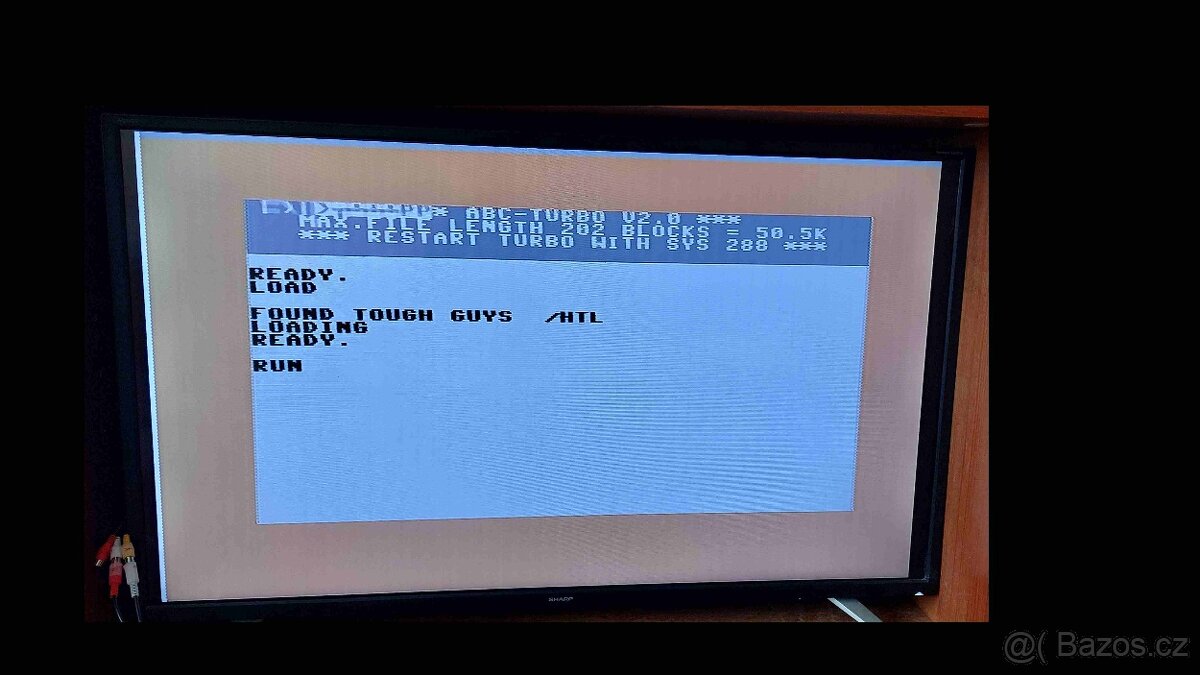 * ABC-TURBO V2.0 ***
MAX.FILE LENGTH 202 BLOCKS = 50.5K
*** RESTART TURBO WITH SYS 288 ***
READY.
LOAD
FOUND TOUGH GUYS /HTL
LOADING
READY.
RUN
SHARP
@( Bazos.cz